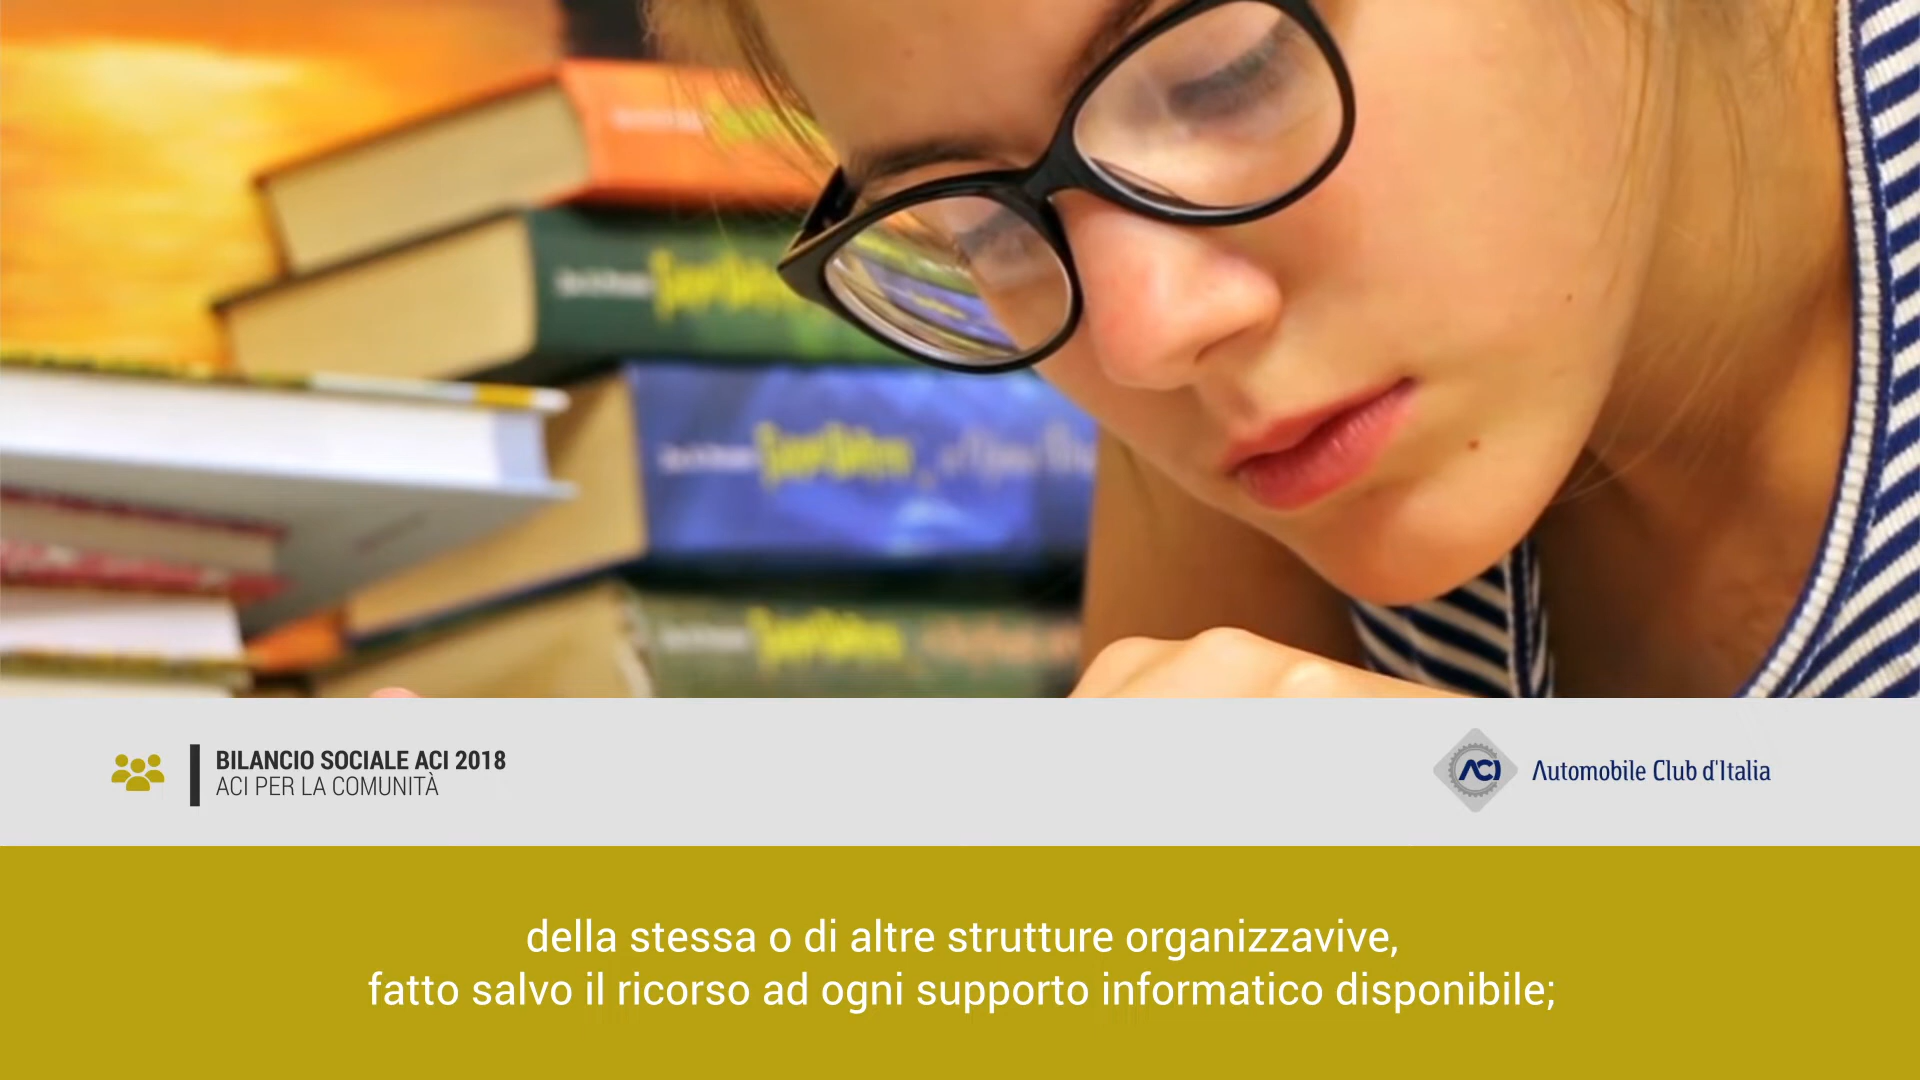 BILANCIO SOCIALE ACI 2018
ACI PER LA COMUNITÀ
ACI Automobile Club d'Italia
della stessa o di altre strutture organizzavive,
fatto salvo il ricorso ad ogni supporto informatico disponibile;